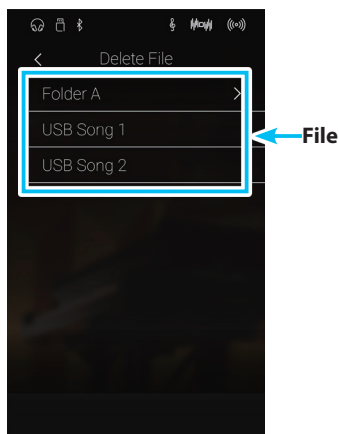 Delete File
Folder A
USB Song 1
File
USB Song 2